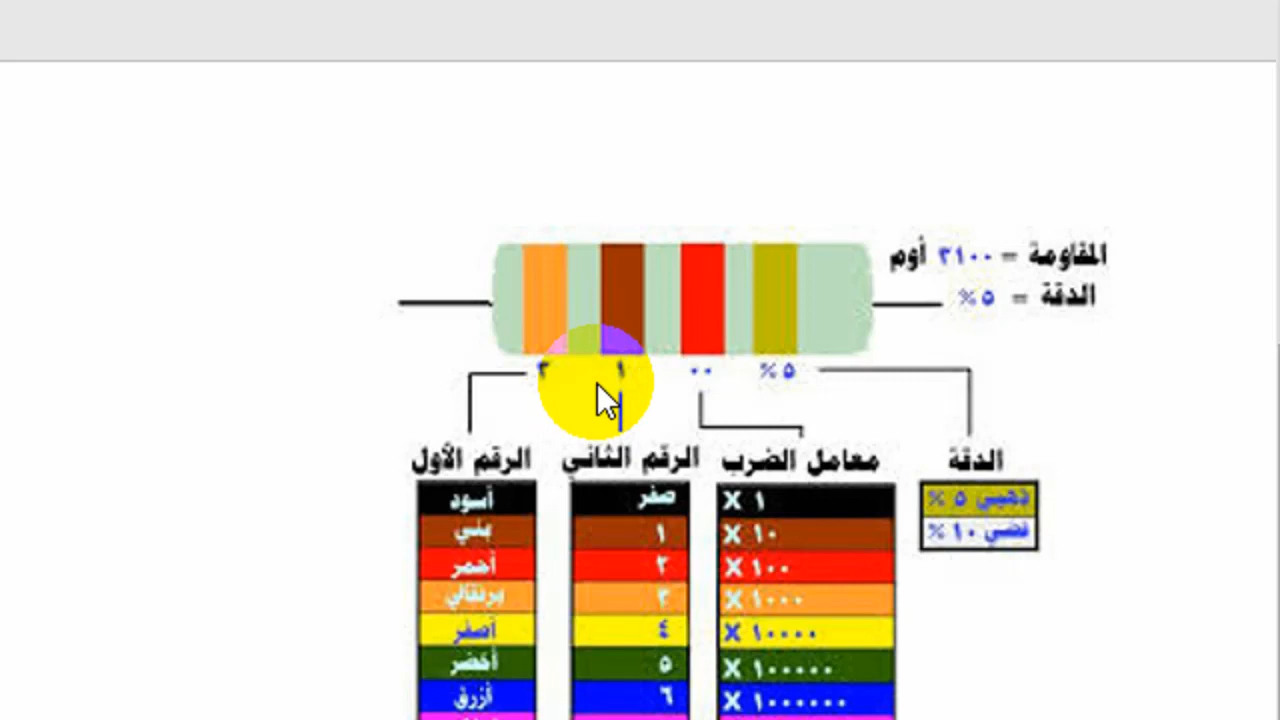 المقاومة = ٣١٠٠ أوم
الدقة = ٥ %
٣ ١ ٠٠ ٥ %
الرقم الأول الرقم الثاني معامل الضرب الدقة
أسود صفر X ١ ذهبي ٥ %
بني ١ X ١٠ فضي ١٠ %
أحمر ٢ X ١٠٠
برتقالي ٣ X ١٠٠٠
أصفر ٤ X ١٠٠٠٠
أخضر ٥ X ١٠٠٠٠٠
أزرق ٦ X ١٠٠٠٠٠٠